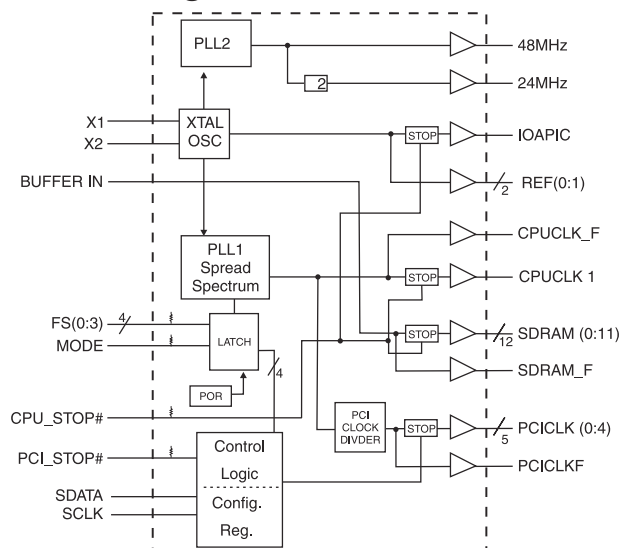 PLL2
48MHz
2
24MHz
X1
X2
XTAL
OSC
STOP
IOAPIC
BUFFER IN
2
REF(0:1)
PLL1
Spread
Spectrum
CPUCLK_F
STOP
CPUCLK 1
FS(0:3)
4
MODE
LATCH
4
STOP
12
SDRAM (0:11)
SDRAM_F
POR
CPU_STOP#
PCI
CLOCK
DIVDER
STOP
5
PCICLK (0:4)
PCICLKF
PCI_STOP#
SDATA
SCLK
Control
Logic
Config.
Reg.